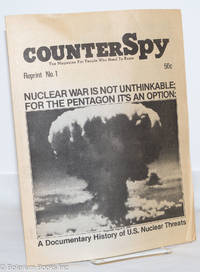 COUNTERSPY
The Magazine For People Who Need To Know
Reprint No. 1
50c
NUCLEAR WAR IS NOT UNTHINKABLE;
FOR THE PENTAGON IT'S AN OPTION:
A Documentary History of U.S. Nuclear Threats
© Bolerium Books Inc.